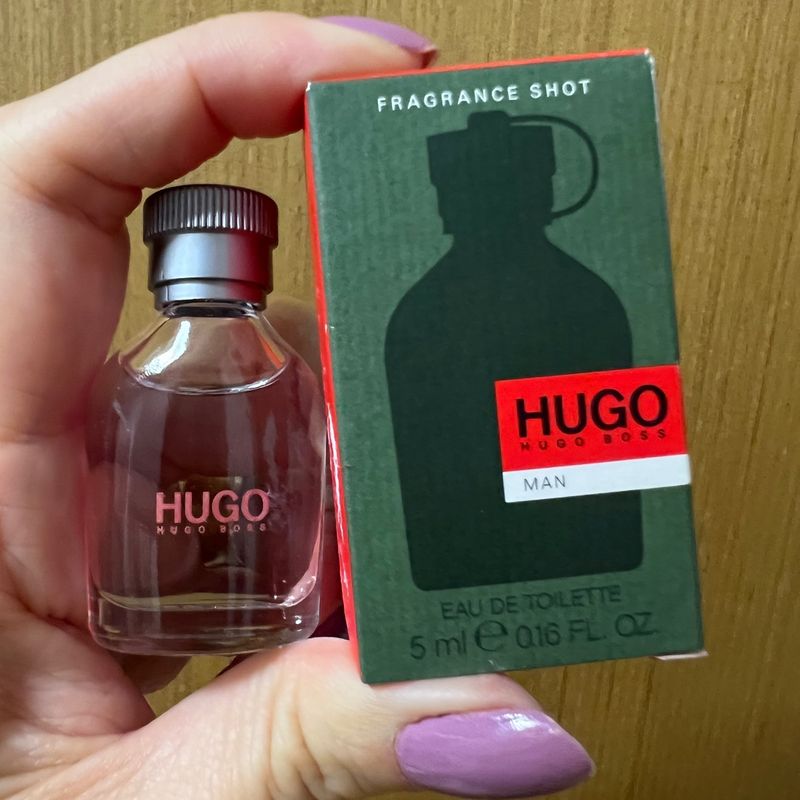 FRAGRANCE SHOT
HUGO
HUGO BOSS
MAN
EAU DE TOILETTE
5 ml e 0.16 FL. OZ.
HUGO
HUGO BOSS